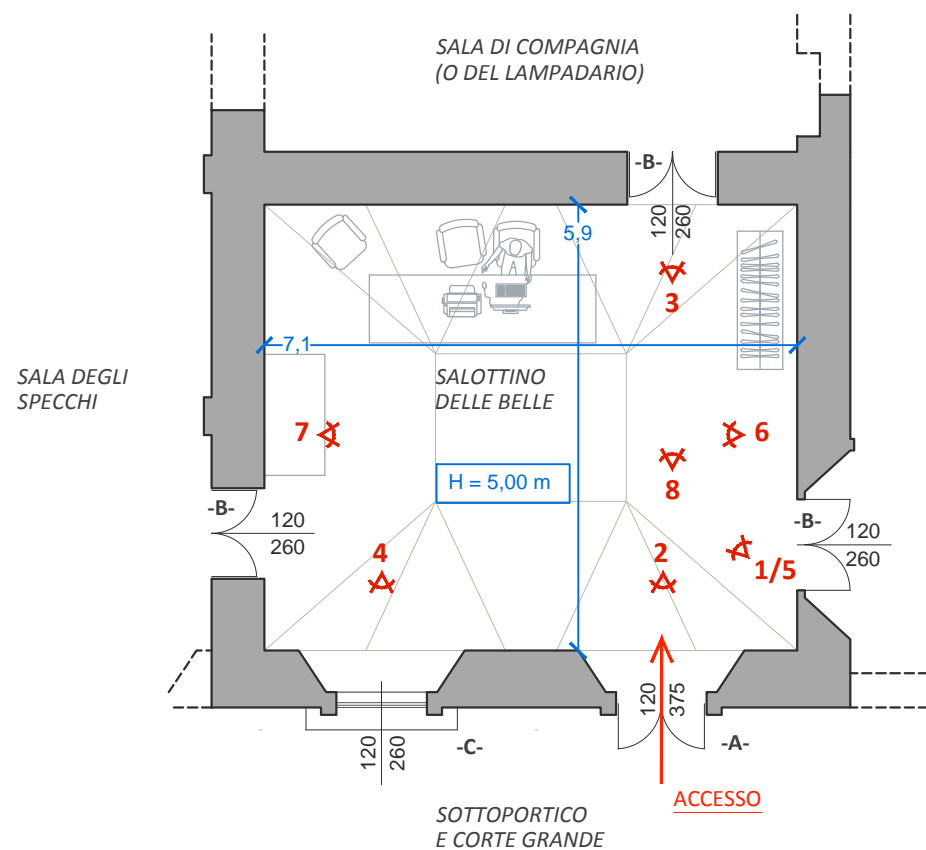 SALA DI COMPAGNIA
(O DEL LAMPADARIO)
-B-
120
260
5,9
3
7,1
SALA DEGLI
SPECCHI
SALOTTINO
DELLE BELLE
7
6
8
H = 5,00 m
-B-
120
260
-B-
120
260
4
2
1/5
120
375
-A-
120
260
-C-
ACCESSO
SOTTOPORTICO
E CORTE GRANDE